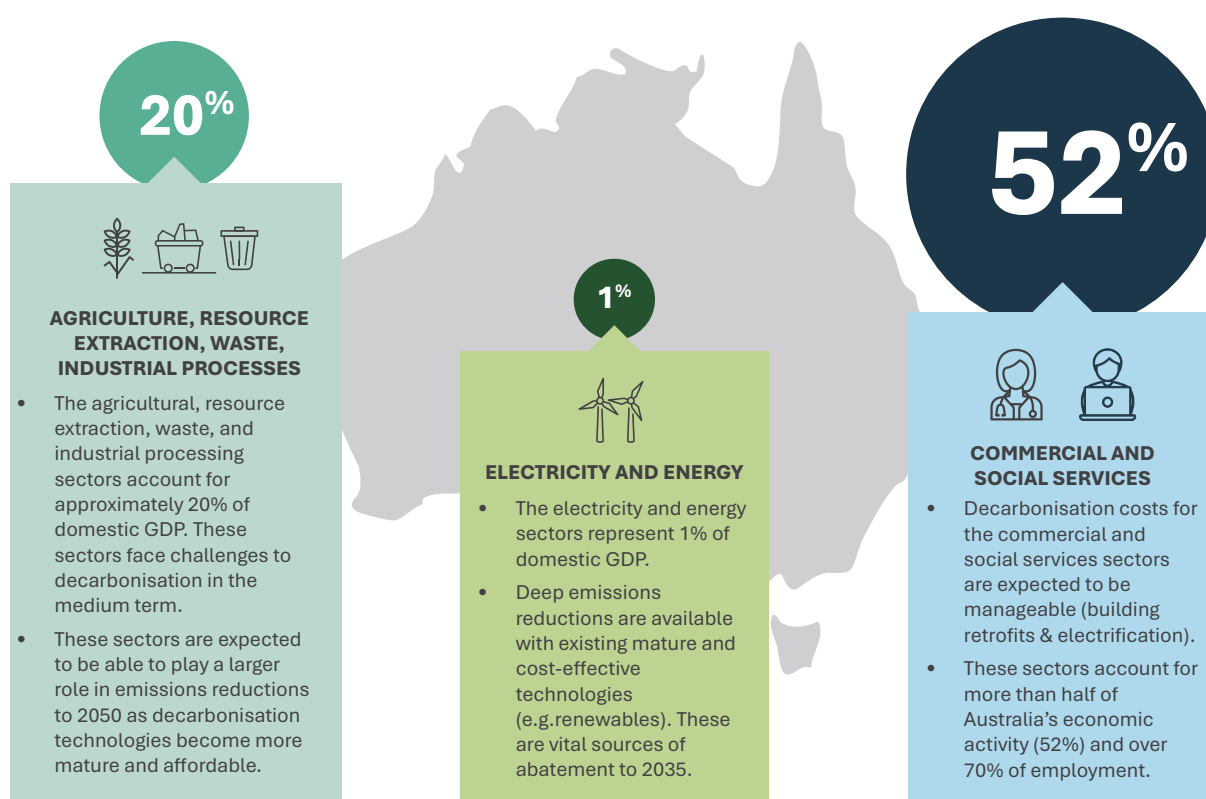 20%
AGRICULTURE, RESOURCE
EXTRACTION, WASTE,
INDUSTRIAL PROCESSES
• The agricultural, resource
extraction, waste, and
industrial processing
sectors account for
approximately 20% of
domestic GDP. These
sectors face challenges to
decarbonisation in the
medium term.
• These sectors are expected
to be able to play a larger
role in emissions reductions
to 2050 as decarbonisation
technologies become more
mature and affordable.
1%
ELECTRICITY AND ENERGY
• The electricity and energy
sectors represent 1% of
domestic GDP.
• Deep emissions
reductions are available
with existing mature and
cost-effective
technologies
(e.g.renewables). These
are vital sources of
abatement to 2035.
52%
COMMERCIAL AND
SOCIAL SERVICES
• Decarbonisation costs for
the commercial and
social services sectors
are expected to be
manageable (building
retrofits & electrification).
• These sectors account for
more than half of
Australia’s economic
activity (52%) and over
70% of employment.